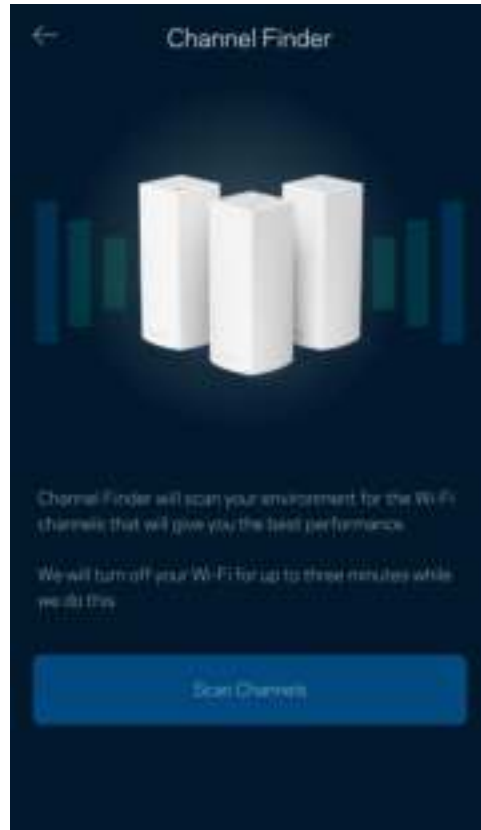 Channel Finder
Channel Finder will scan your environment for the Wi-Fi
channels that will give you the best performance.
We will turn off your Wi-Fi for up to three minutes while
we do this.
Scan Channels